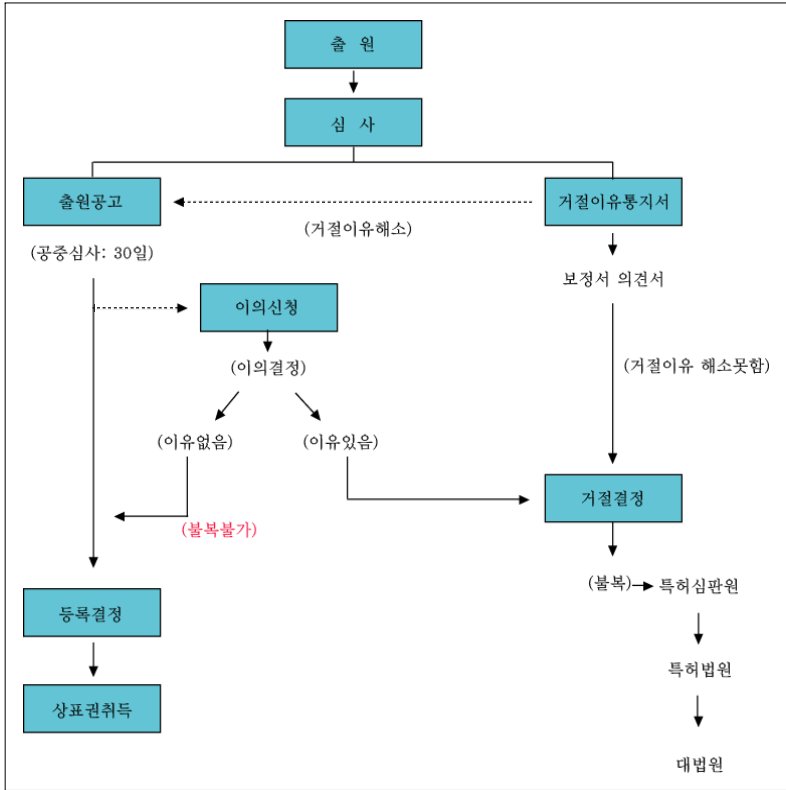 출 원
심 사
출원공고
거절이유통지서
(거절이유해소)
(공중심사: 30일)
보정서 의견서
이의신청
(이의결정)
(거절이유 해소못함)
(이유없음)
(이유있음)
거절결정
(불복불가)
(불복)
특허심판원
등록결정
특허법원
상표권취득
대법원